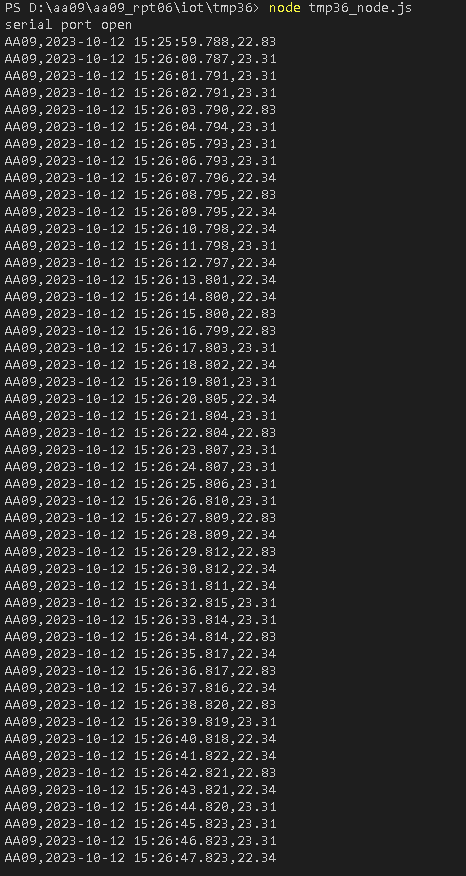 PS D:\aa09\aa09_rpt06\iot\tmp36> node tmp36_node.js
serial port open
AA09,2023-10-12 15:25:59.788,22.83
AA09,2023-10-12 15:26:00.787,23.31
AA09,2023-10-12 15:26:01.791,23.31
AA09,2023-10-12 15:26:02.791,23.31
AA09,2023-10-12 15:26:03.790,22.83
AA09,2023-10-12 15:26:04.794,23.31
AA09,2023-10-12 15:26:05.793,23.31
AA09,2023-10-12 15:26:06.793,23.31
AA09,2023-10-12 15:26:07.796,22.34
AA09,2023-10-12 15:26:08.795,22.83
AA09,2023-10-12 15:26:09.795,22.34
AA09,2023-10-12 15:26:10.798,22.34
AA09,2023-10-12 15:26:11.798,23.31
AA09,2023-10-12 15:26:12.797,22.34
AA09,2023-10-12 15:26:13.801,22.34
AA09,2023-10-12 15:26:14.800,22.34
AA09,2023-10-12 15:26:15.800,22.83
AA09,2023-10-12 15:26:16.799,22.83
AA09,2023-10-12 15:26:17.803,23.31
AA09,2023-10-12 15:26:18.802,22.34
AA09,2023-10-12 15:26:19.801,23.31
AA09,2023-10-12 15:26:20.805,22.34
AA09,2023-10-12 15:26:21.804,23.31
AA09,2023-10-12 15:26:22.804,22.83
AA09,2023-10-12 15:26:23.807,23.31
AA09,2023-10-12 15:26:24.807,23.31
AA09,2023-10-12 15:26:25.806,23.31
AA09,2023-10-12 15:26:26.810,23.31
AA09,2023-10-12 15:26:27.809,22.83
AA09,2023-10-12 15:26:28.809,22.34
AA09,2023-10-12 15:26:29.812,22.83
AA09,2023-10-12 15:26:30.812,22.34
AA09,2023-10-12 15:26:31.811,22.34
AA09,2023-10-12 15:26:32.815,23.31
AA09,2023-10-12 15:26:33.814,23.31
AA09,2023-10-12 15:26:34.814,22.83
AA09,2023-10-12 15:26:35.817,22.34
AA09,2023-10-12 15:26:36.817,22.83
AA09,2023-10-12 15:26:37.816,22.34
AA09,2023-10-12 15:26:38.820,22.83
AA09,2023-10-12 15:26:39.819,23.31
AA09,2023-10-12 15:26:40.818,22.34
AA09,2023-10-12 15:26:41.822,22.34
AA09,2023-10-12 15:26:42.821,22.83
AA09,2023-10-12 15:26:43.821,22.34
AA09,2023-10-12 15:26:44.820,23.31
AA09,2023-10-12 15:26:45.823,23.31
AA09,2023-10-12 15:26:46.823,23.31
AA09,2023-10-12 15:26:47.823,22.34